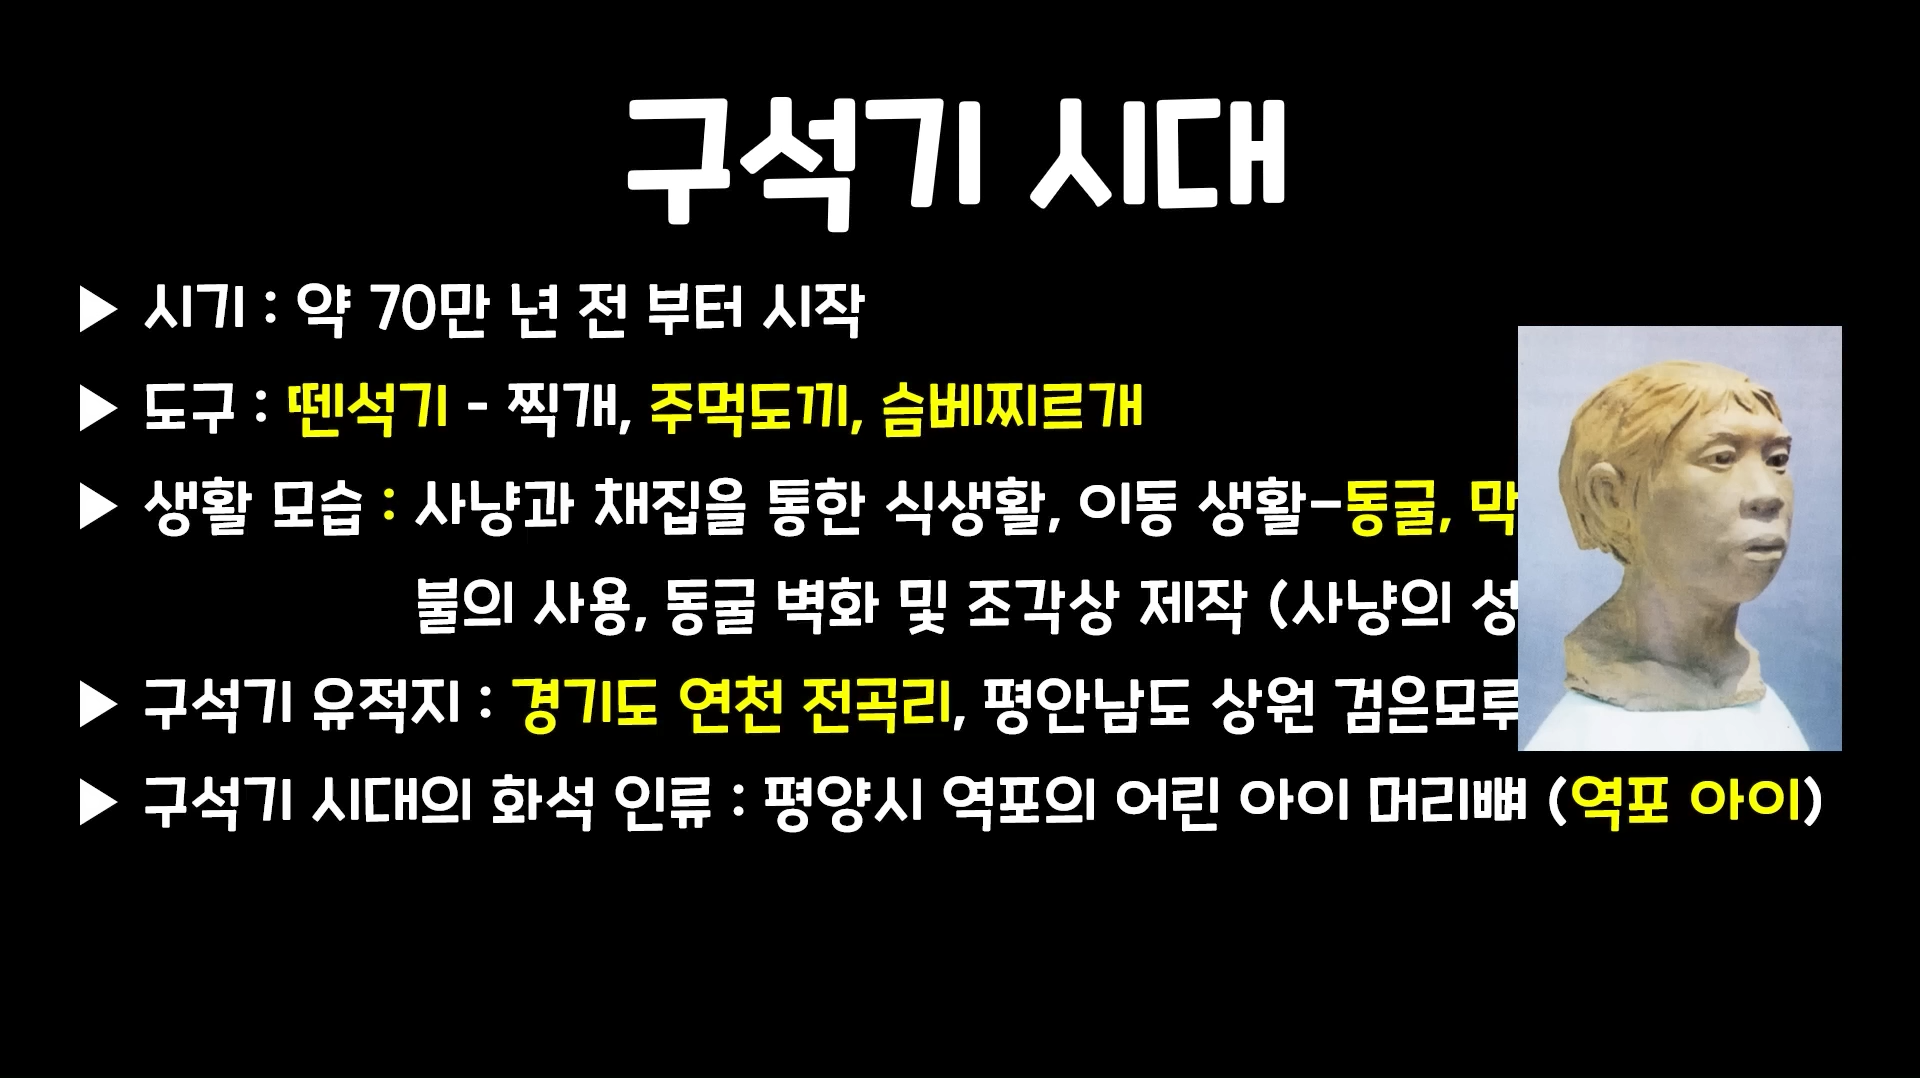 구석기 시대
▶ 시기 : 약 70만 년 전 부터 시작
▶ 도구 : 뗀석기 - 찍개, 주먹도끼, 슴베찌르개
▶ 생활 모습 : 사냥과 채집을 통한 식생활, 이동 생활-동굴, 막
불의 사용, 동굴 벽화 및 조각상 제작 (사냥의 성
▶ 구석기 유적지 : 경기도 연천 전곡리, 평안남도 상원 검은모루
▶ 구석기 시대의 화석 인류 : 평양시 역포의 어린 아이 머리뼈 (역포 아이)